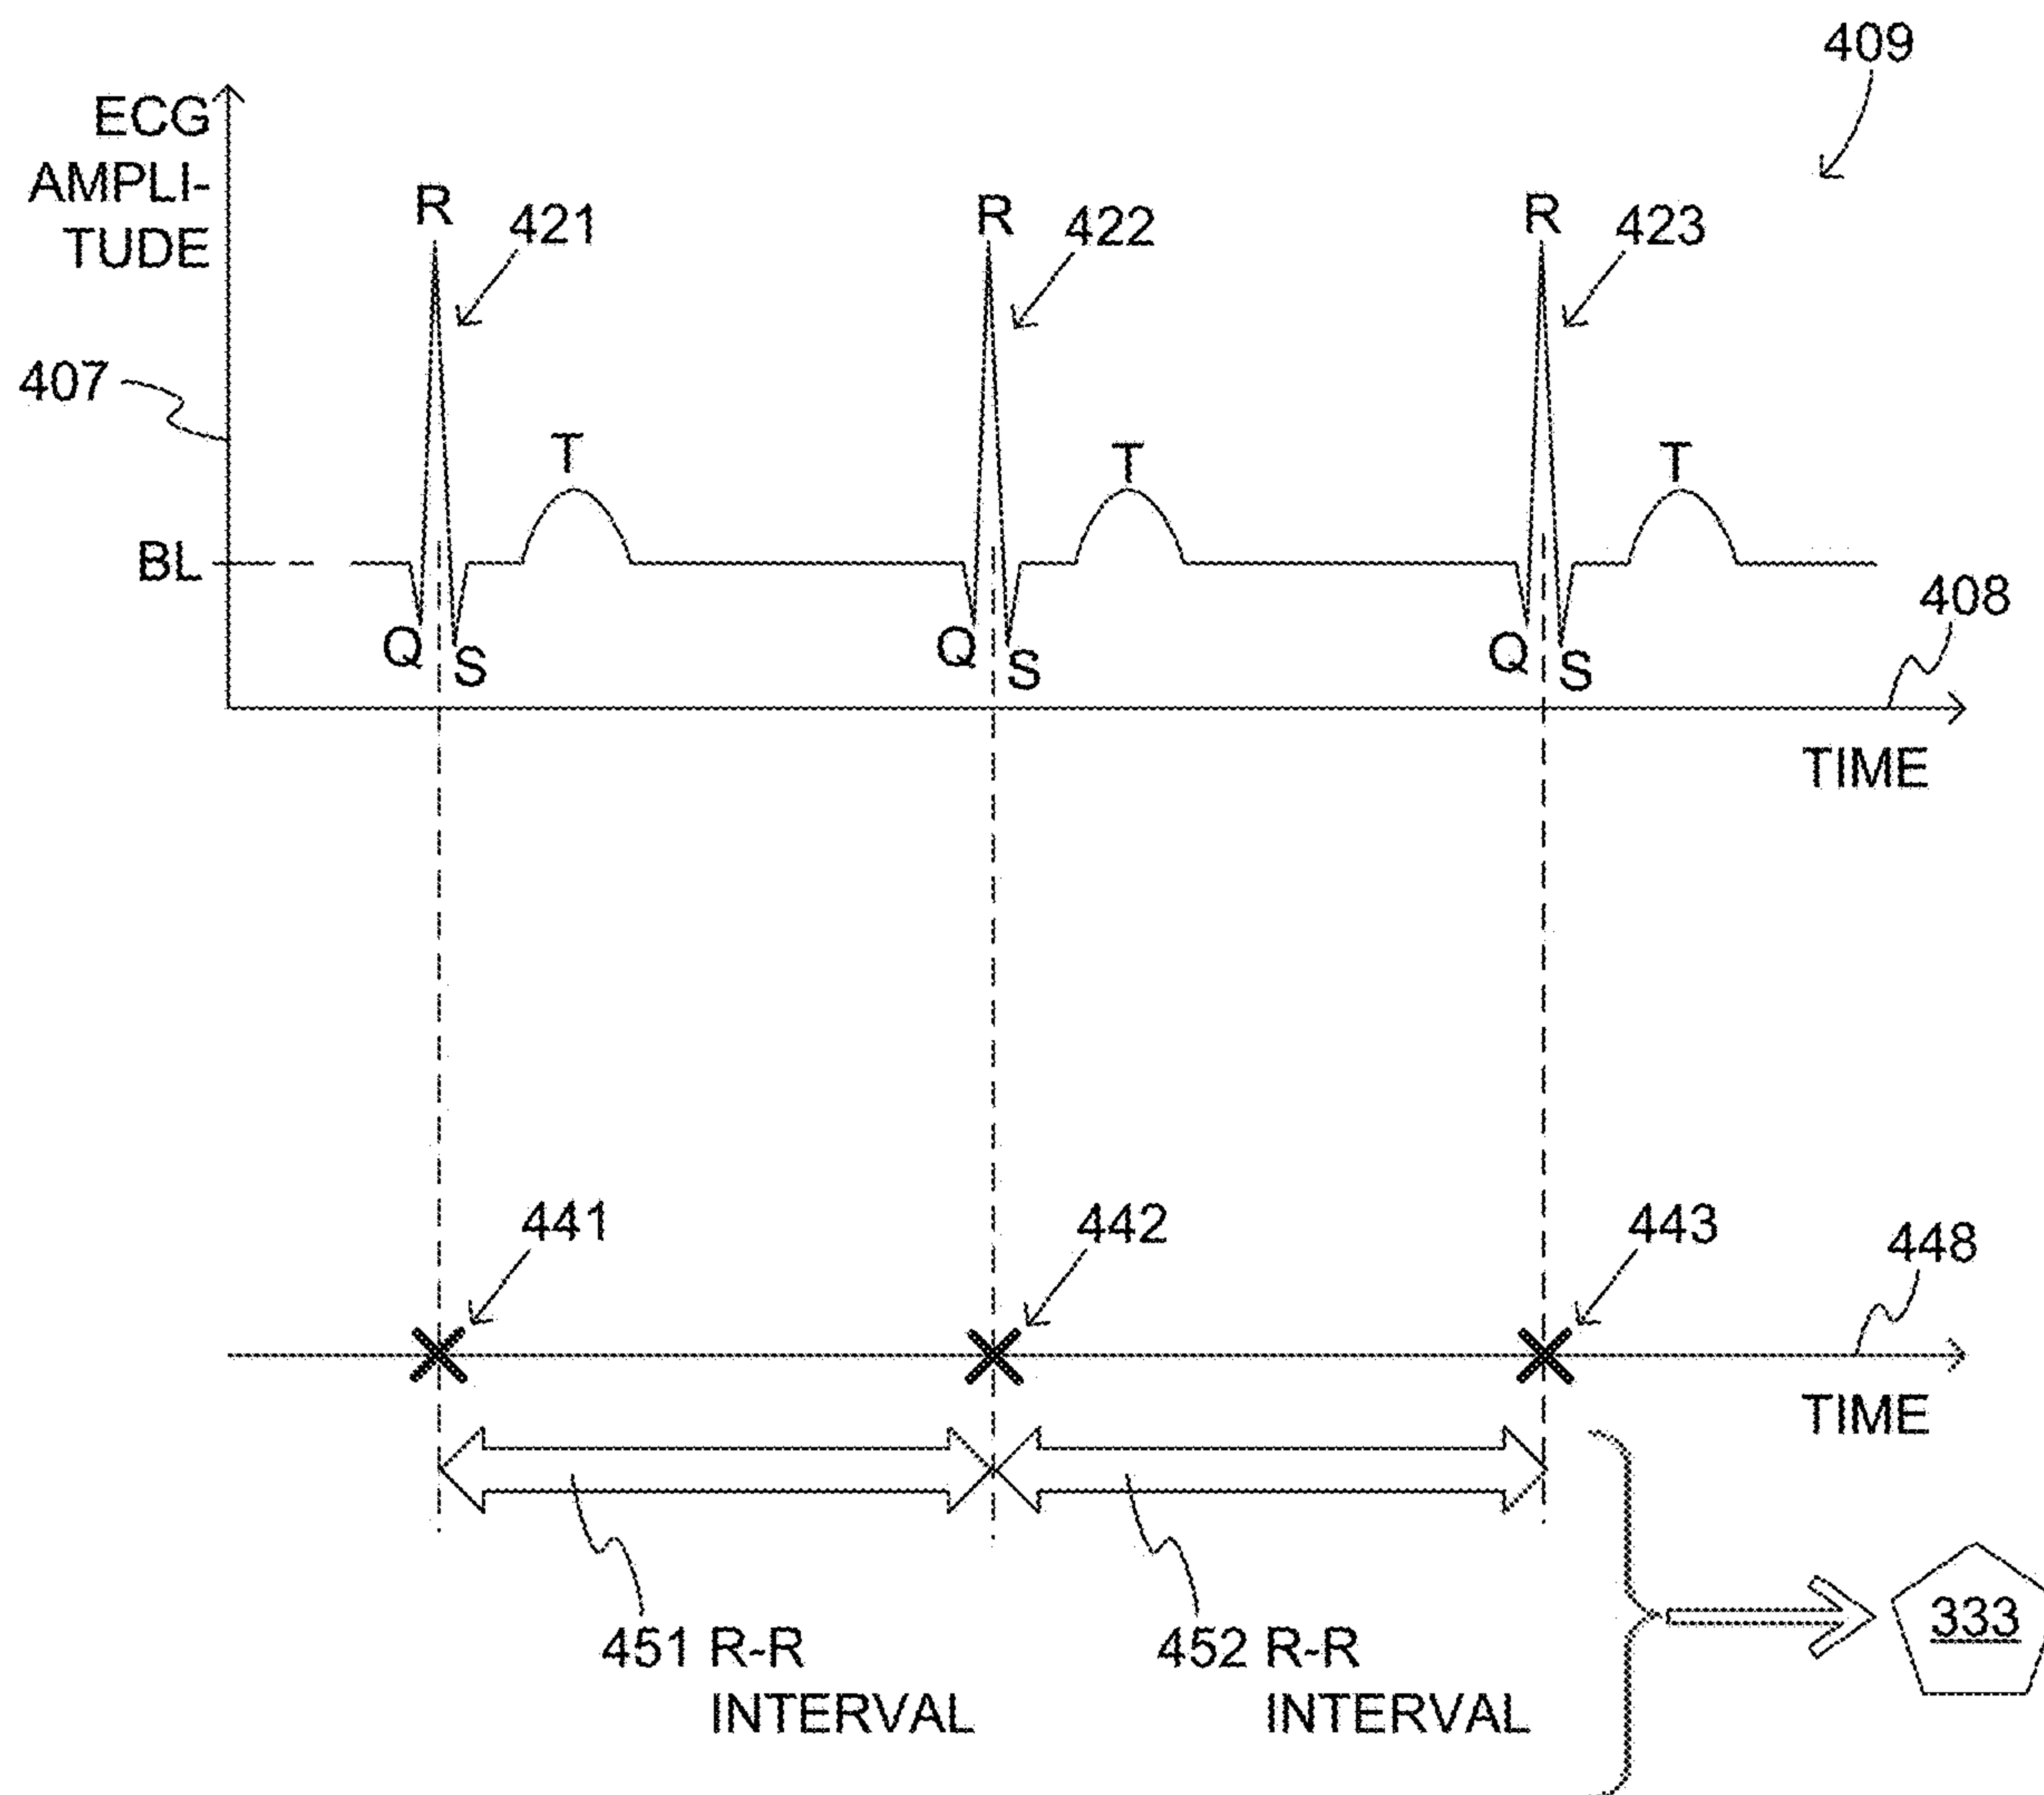 409
ECG
AMPLI-
TUDE
R
421
R
422
R
423
407
T
T
T
BL
408
Q
S
Q
S
Q
S
TIME
441
442
443
448
TIME
451 R-R
INTERVAL
452 R-R
INTERVAL
333